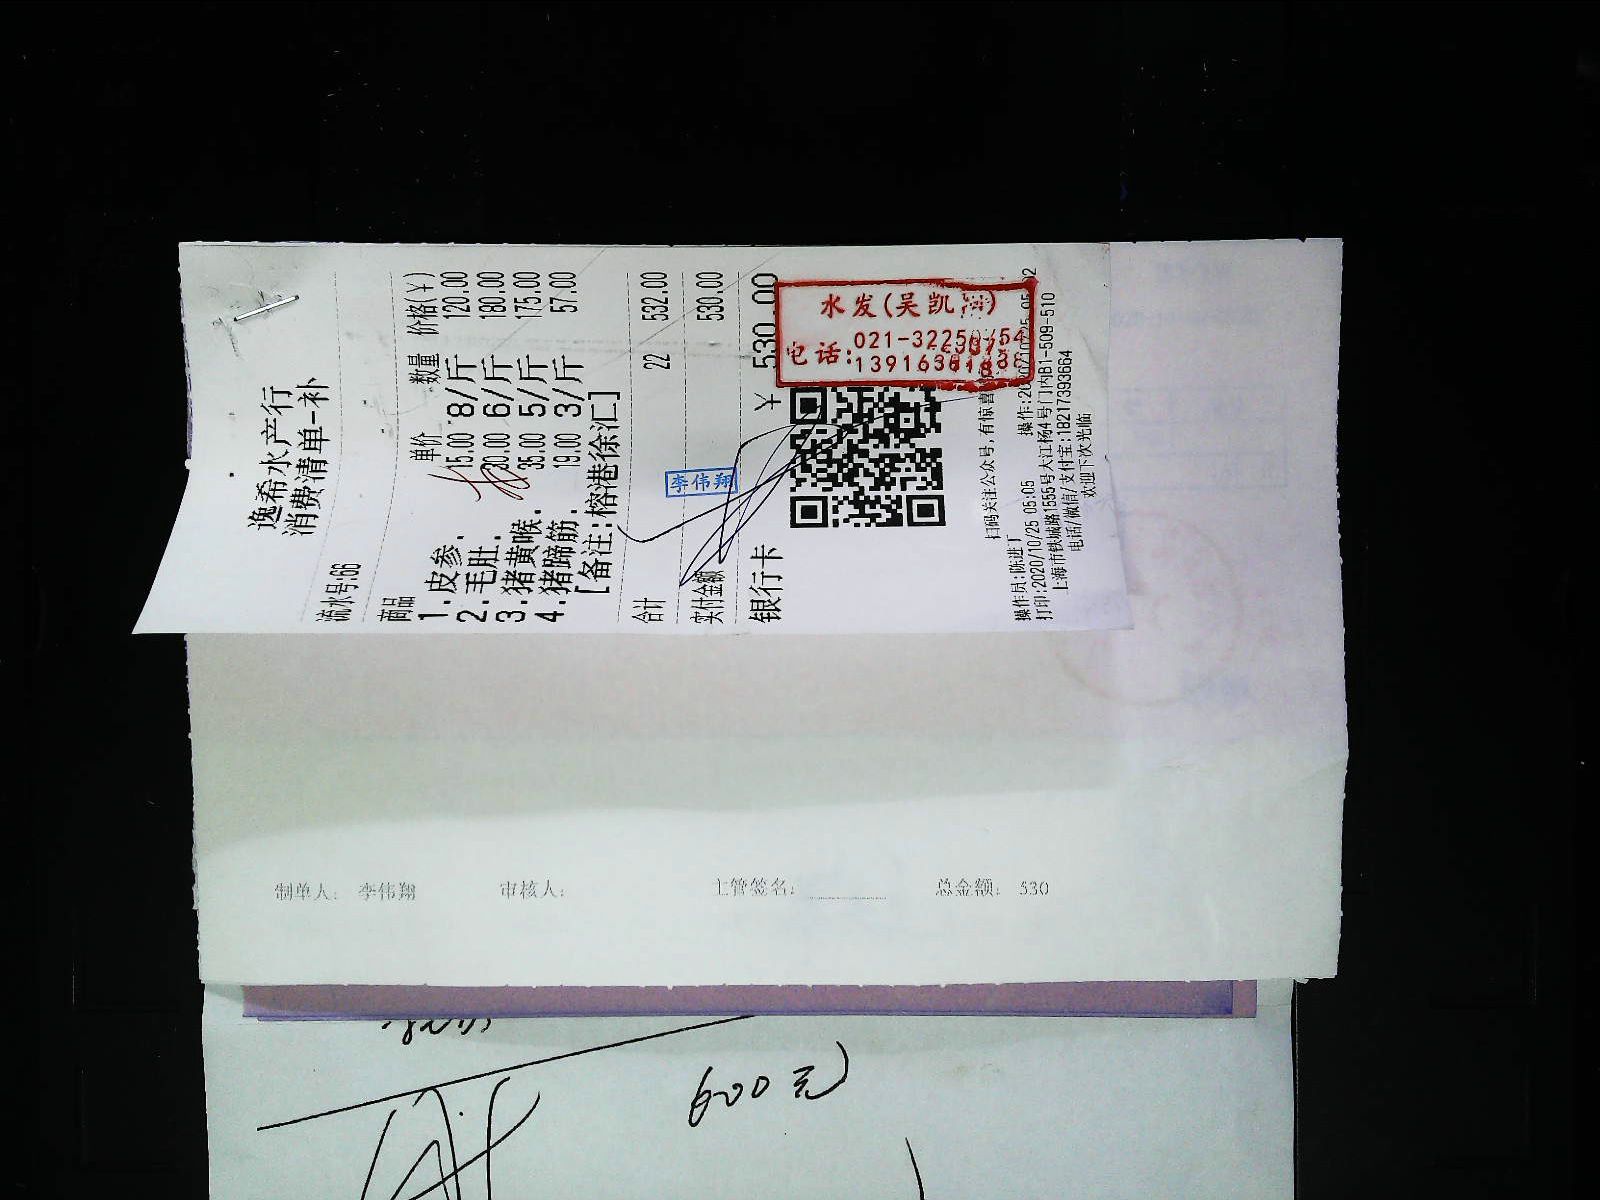 逸希水产行
消费清单-补
流水号:66
商品 单价 数量 价格(¥)
1.皮参. 15.00 8/斤 120.00
2.毛肚. 30.00 6/斤 180.00
3.猪黄喉. 35.00 5/斤 175.00
4.猪蹄筋. 19.00 3/斤 57.00
[备注:榕港徐汇]
合计 22 532.00
实付金额 530.00
李伟翔
银行卡 530.00
水发(吴凯
电话: 021-32250754
扫码关注公众号,有惊喜
操作员:陈进丁
打印:2020/10/25 05:05
上海市铁城路1555号大江杨4号门内B1-509-510
电话/微信/支付宝:18217393664
欢迎下次光临
制单人: 李伟翔 审核人: 主管签名: 总金额: 530
600元